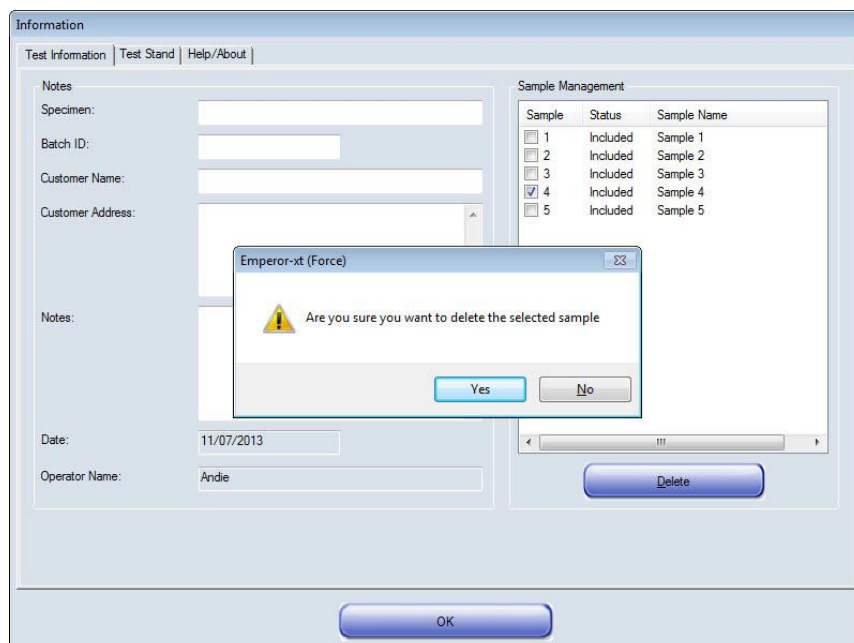 Information
Test Information Test Stand Help/About
Notes
Specimen:
Batch ID:
Customer Name:
Customer Address:
Notes:
Date: 11/07/2013
Operator Name: Andie
Sample Management
Sample Status Sample Name
1 Included Sample 1
2 Included Sample 2
3 Included Sample 3
4 Included Sample 4
5 Included Sample 5
Delete
Emperor-xt (Force)
Are you sure you want to delete the selected sample
Yes No
OK